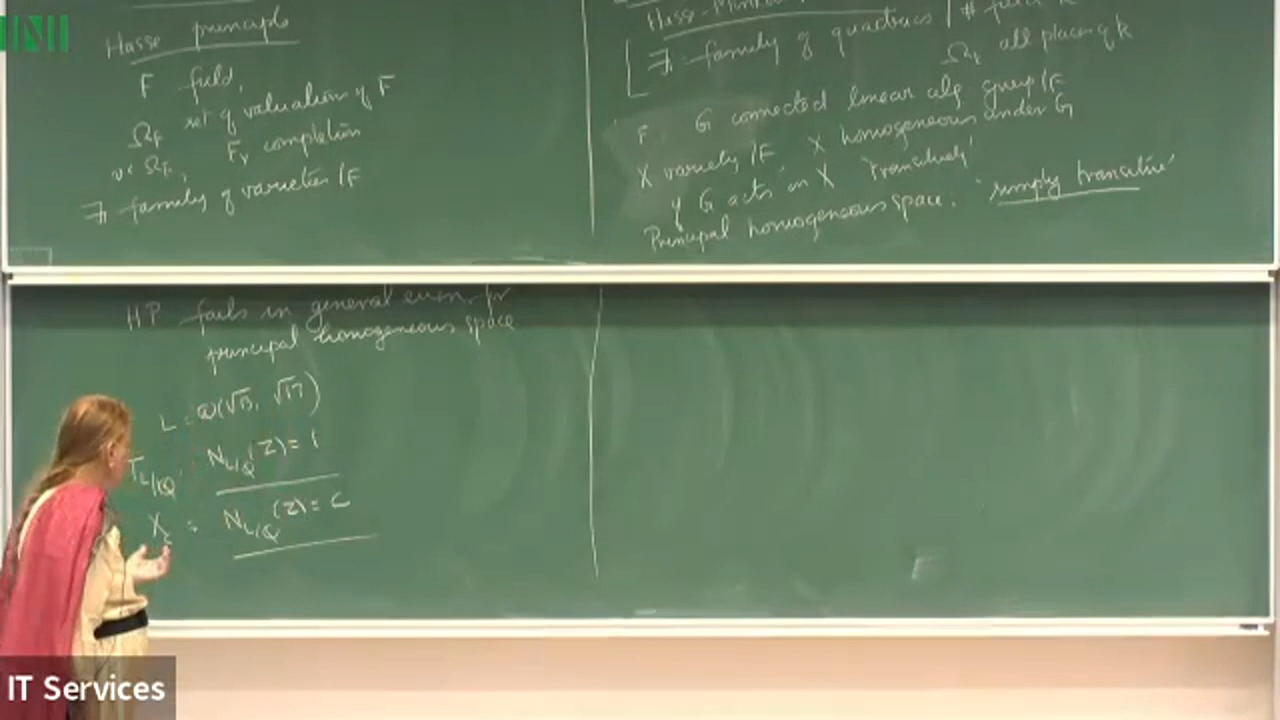 Hasse principle
F field,
Ω_F set of valuation of F
v ∈ Ω_F, F_v completion
∃ family of varieties /F
Hasse-
∃ family of quadrics / # field k
Ω_k all places of k
F, G connected linear alg group /F
X variety /F, X homogeneous under G
if G acts on X 'transitively'
Principal homogeneous space: 'simply transitive'
HP fails in general even for
principal homogeneous space
L = Q(√13, √17)
T_{L/Q} : N_{L/Q}(Z) = 1
X_c : N_{L/Q}(Z) = c
IT Services